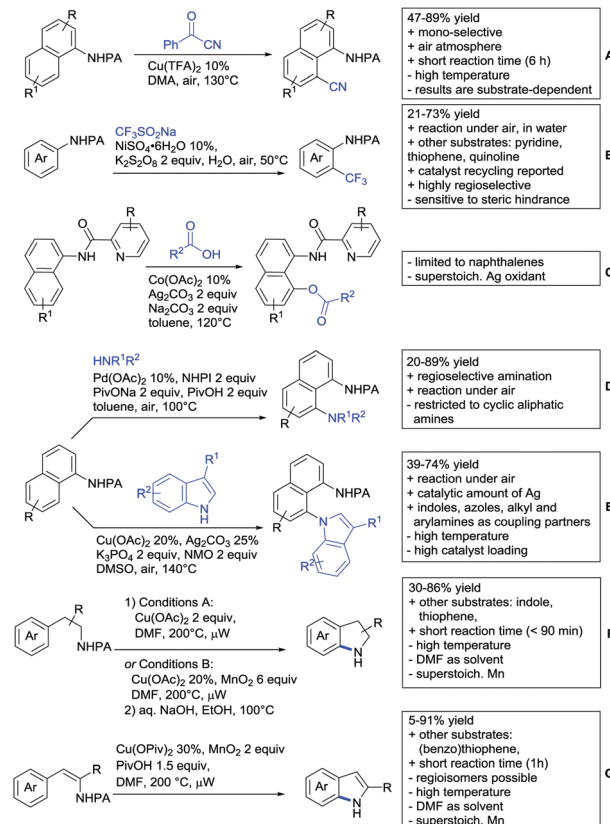 R
NHPA
R¹
O
Ph
CN
Cu(TFA)₂ 10%
DMA, air, 130°C
R
NHPA
CN
R¹
47-89% yield
+ mono-selective
+ air atmosphere
+ short reaction time (6 h)
- high temperature
- results are substrate-dependent
Ar
NHPA
CF₃SO₂Na
NiSO₄•6H₂O 10%,
K₂S₂O₈ 2 equiv, H₂O, air, 50°C
Ar
NHPA
CF₃
21-73% yield
+ reaction under air, in water
+ other substrates: pyridine,
thiophene, quinoline
+ catalyst recycling reported
+ highly regioselective
- sensitive to steric hindrance
O
R
NH
N
R¹
O
R²
OH
Co(OAc)₂ 10%
Ag₂CO₃ 2 equiv
Na₂CO₃ 2 equiv
toluene, 120°C
O
R
NH
N
O
R²
O
R¹
- limited to naphthalenes
- superstoich. Ag oxidant
HNR¹R²
Pd(OAc)₂ 10%, NHPI 2 equiv
PivONa 2 equiv, PivOH 2 equiv
toluene, air, 100°C
NHPA
NR¹R²
R
20-89% yield
+ regioselective amination
+ reaction under air
- restricted to cyclic aliphatic
amines
NHPA
R
R¹
R²
N
H
Cu(OAc)₂ 20%, Ag₂CO₃ 25%
K₃PO₄ 2 equiv, NMO 2 equiv
DMSO, air, 140°C
NHPA
R
N
R¹
R²
39-74% yield
+ reaction under air
+ catalytic amount of Ag
+ indoles, azoles, alkyl and
arylamines as coupling partners
- high temperature
- high catalyst loading
Ar
R
NHPA
1) Conditions A:
Cu(OAc)₂ 2 equiv,
DMF, 200°C, µW
or Conditions B:
Cu(OAc)₂ 20%, MnO₂ 6 equiv
DMF, 200°C, µW
2) aq. NaOH, EtOH, 100°C
Ar
R
N
H
30-86% yield
+ other substrates: indole,
thiophene,
+ short reaction time (< 90 min)
- high temperature
- DMF as solvent
- superstoich. Mn
Ar
R
NHPA
Cu(OPiv)₂ 30%, MnO₂ 2 equiv
PivOH 1.5 equiv,
DMF, 200 °C, µW
Ar
R
N
H
5-91% yield
+ other substrates:
(benzo)thiophene,
+ short reaction time (1h)
- regioisomers possible
- high temperature
- DMF as solvent
- superstoich. Mn